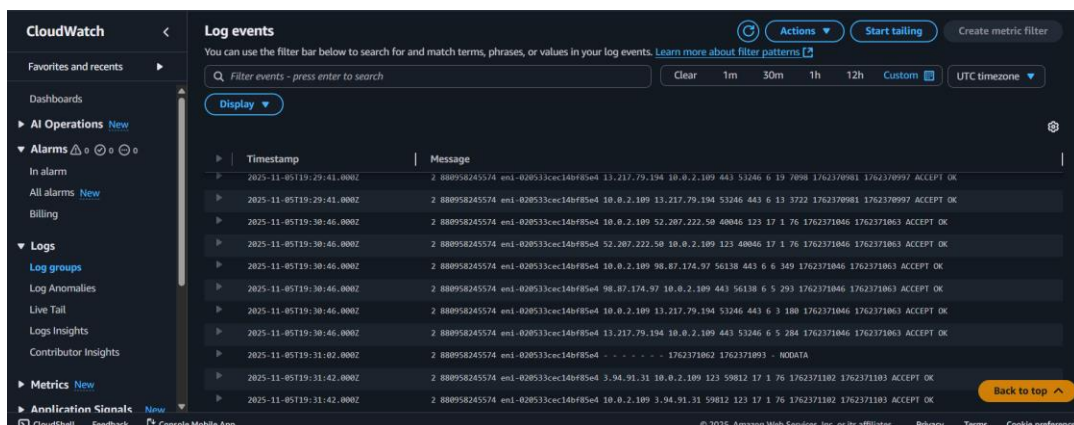 CloudWatch
Favorites and recents
Dashboards
AI Operations New
Alarms 0 0 0
In alarm
All alarms New
Billing
Logs
Log groups
Log Anomalies
Live Tail
Logs Insights
Contributor Insights
Metrics New
Application Signals New
Log events
Actions
Start tailing
Create metric filter
You can use the filter bar below to search for and match terms, phrases, or values in your log events. Learn more about filter patterns
Filter events - press enter to search
Clear 1m 30m 1h 12h Custom
UTC timezone
Display
Timestamp Message
2025-11-05T19:29:41.000Z 2 880958245574 eni-020533cec14bf85e4 13.217.79.194 10.0.2.109 443 53246 6 19 7098 1762370981 1762370997 ACCEPT OK
2025-11-05T19:29:41.000Z 2 880958245574 eni-020533cec14bf85e4 10.0.2.109 13.217.79.194 53246 443 6 13 3722 1762370981 1762370997 ACCEPT OK
2025-11-05T19:30:46.000Z 2 880958245574 eni-020533cec14bf85e4 10.0.2.109 52.207.222.50 40046 123 17 1 76 1762371046 1762371063 ACCEPT OK
2025-11-05T19:30:46.000Z 2 880958245574 eni-020533cec14bf85e4 52.207.222.50 10.0.2.109 123 40046 17 1 76 1762371046 1762371063 ACCEPT OK
2025-11-05T19:30:46.000Z 2 880958245574 eni-020533cec14bf85e4 10.0.2.109 98.87.174.97 56138 443 6 6 349 1762371046 1762371063 ACCEPT OK
2025-11-05T19:30:46.000Z 2 880958245574 eni-020533cec14bf85e4 98.87.174.97 10.0.2.109 443 56138 6 5 293 1762371046 1762371063 ACCEPT OK
2025-11-05T19:30:46.000Z 2 880958245574 eni-020533cec14bf85e4 10.0.2.109 13.217.79.194 53246 443 6 3 180 1762371046 1762371063 ACCEPT OK
2025-11-05T19:30:46.000Z 2 880958245574 eni-020533cec14bf85e4 13.217.79.194 10.0.2.109 443 53246 6 5 284 1762371046 1762371063 ACCEPT OK
2025-11-05T19:31:02.000Z 2 880958245574 eni-020533cec14bf85e4 - - - - - - - 1762371062 1762371093 - NODATA
2025-11-05T19:31:42.000Z 2 880958245574 eni-020533cec14bf85e4 3.94.91.31 10.0.2.109 123 59812 17 1 76 1762371102 1762371103 ACCEPT OK
2025-11-05T19:31:42.000Z 2 880958245574 eni-020533cec14bf85e4 10.0.2.109 3.94.91.31 59812 123 17 1 76 1762371102 1762371103 ACCEPT OK
Back to top
CloudShell Feedback Console Mobile App © 2025, Amazon Web Services, Inc. or its affiliates. Privacy Terms Cookie preferences